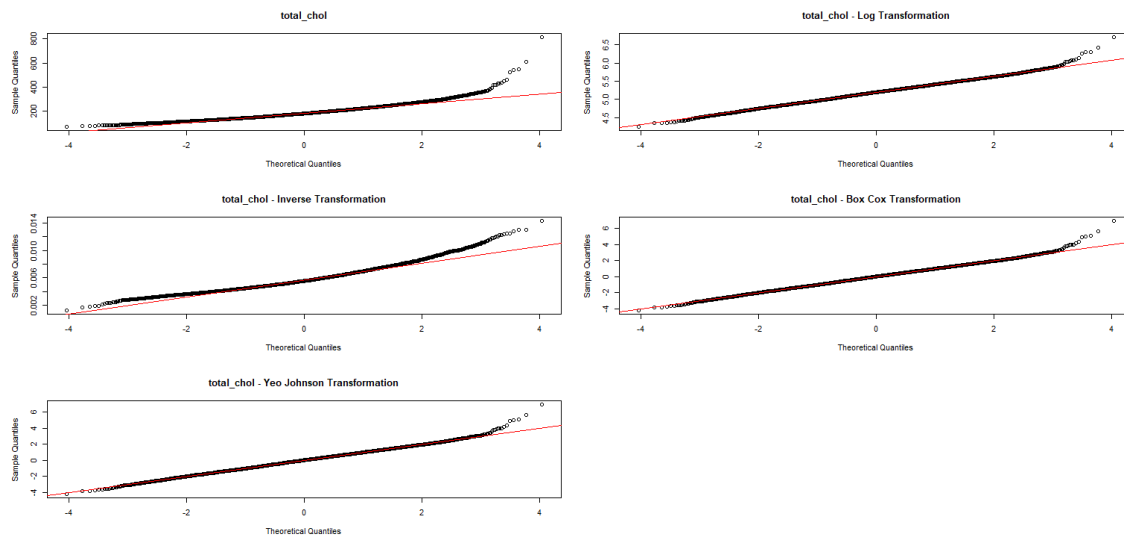 total_chol
Sample Quantiles
200 400 600 800
-4 -2 0 2 4
Theoretical Quantiles
total_chol - Log Transformation
Sample Quantiles
4.5 5.0 5.5 6.0 6.5
-4 -2 0 2 4
Theoretical Quantiles
total_chol - Inverse Transformation
Sample Quantiles
0.002 0.006 0.010 0.014
-4 -2 0 2 4
Theoretical Quantiles
total_chol - Box Cox Transformation
Sample Quantiles
-4 -2 0 2 4 6
-4 -2 0 2 4
Theoretical Quantiles
total_chol - Yeo Johnson Transformation
Sample Quantiles
-4 -2 0 2 4 6
-4 -2 0 2 4
Theoretical Quantiles